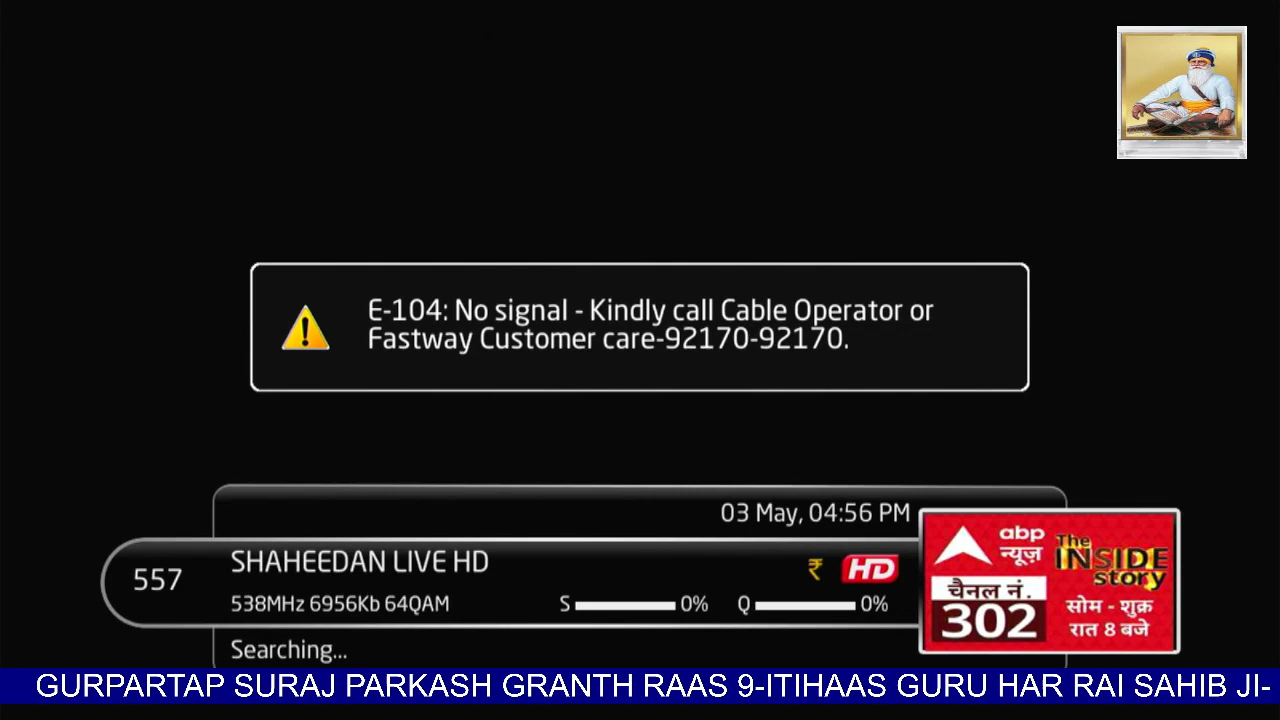 E-104: No signal - Kindly call Cable Operator or
Fastway Customer care-92170-92170.
03 May, 04:56 PM
557
SHAHEEDAN LIVE HD
₹ HD
538MHz 6956Kb 64QAM
S 0% Q 0%
Searching...
abp
न्यूज़
The
INSIDE
story
चैनल नं.
302
सोम - शुक्र
रात 8 बजे
GURPARTAP SURAJ PARKASH GRANTH RAAS 9-ITIHAAS GURU HAR RAI SAHIB JI-